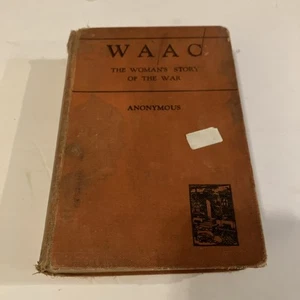 WAAC
THE WOMAN'S STORY
OF THE WAR
ANONYMOUS